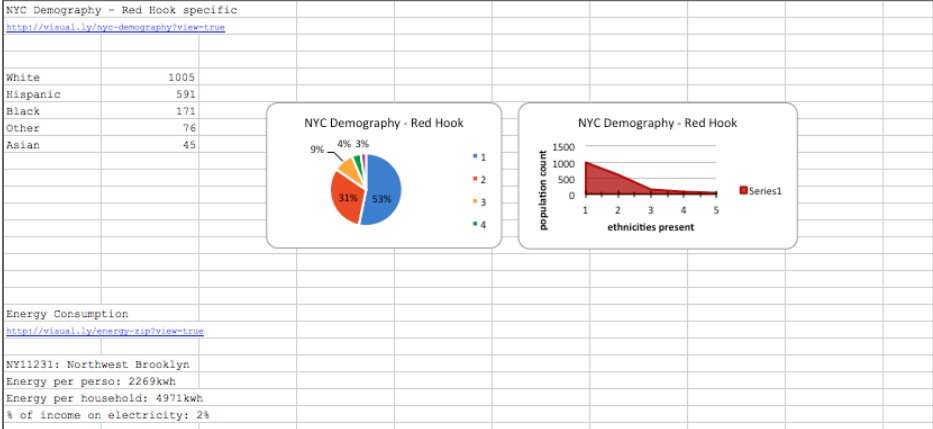 NYC Demography - Red Hook specific
http://visual.ly/nyc-demography?view=true
White 1005
Hispanic 591
Black 171
Other 76
Asian 45
NYC Demography - Red Hook
9% 4% 3%
31% 53%
1
2
3
4
NYC Demography - Red Hook
population count
1500
1000
500
0
1 2 3 4 5
ethnicities present
Series1
Energy Consumption
http://visual.ly/energy-zip?view=true
NY11231: Northwest Brooklyn
Energy per perso: 2269kwh
Energy per household: 4971kwh
% of income on electricity: 2%